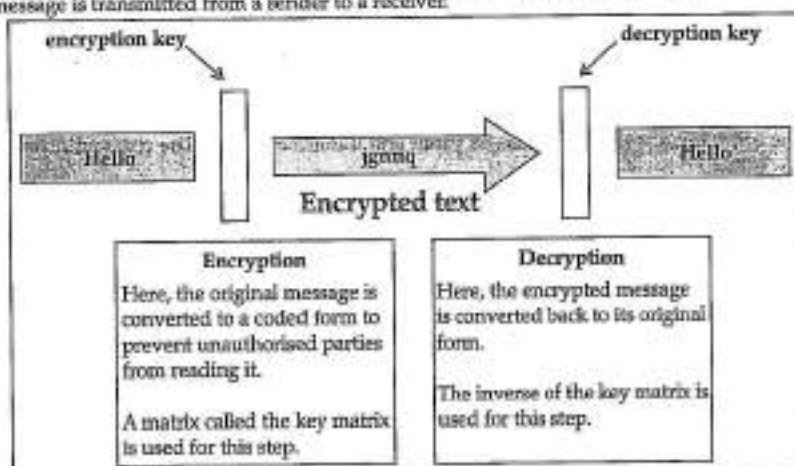 message is transmitted from a sender to a receiver.
encryption key
decryption key
Hello
jgnnq
Hello
Encrypted text
Encryption
Here, the original message is
converted to a coded form to
prevent unauthorised parties
from reading it.
A matrix called the key matrix
is used for this step.
Decryption
Here, the encrypted message
is converted back to its original
form.
The inverse of the key matrix is
used for this step.